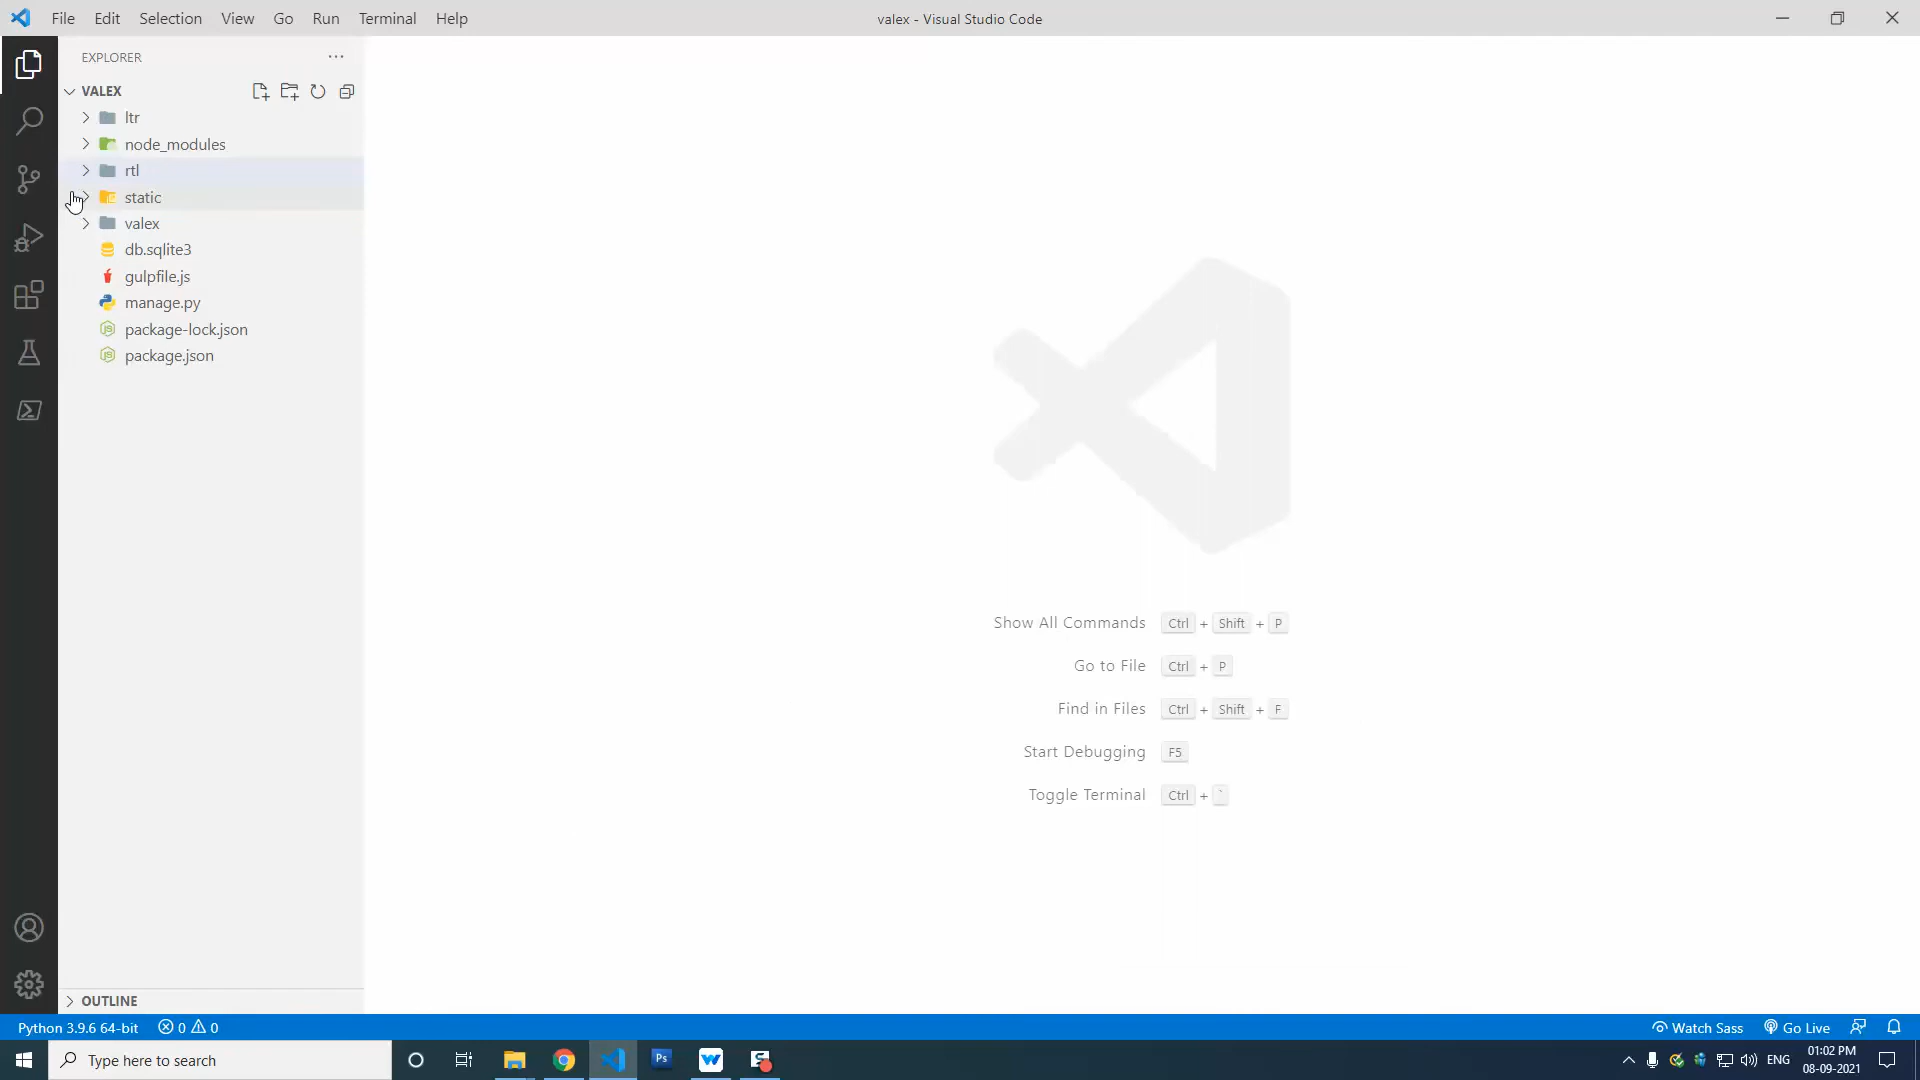 File Edit Selection View Go Run Terminal Help
valex - Visual Studio Code
EXPLORER
VALEX
ltr
node_modules
rtl
static
valex
db.sqlite3
gulpfile.js
manage.py
package-lock.json
package.json
Show All Commands Ctrl + Shift + P
Go to File Ctrl + P
Find in Files Ctrl + Shift + F
Start Debugging F5
Toggle Terminal Ctrl + `
OUTLINE
Python 3.9.6 64-bit 0 0 Watch Sass Go Live
Type here to search
Ps
ENG
01:02 PM
08-09-2021